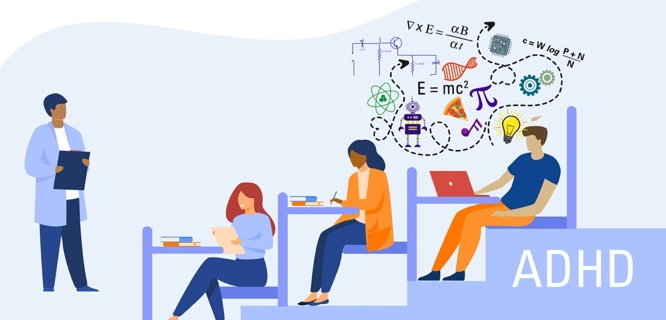 ∇ x E = αB/αt
c = W log P + N/N
E = mc²
π
ADHD